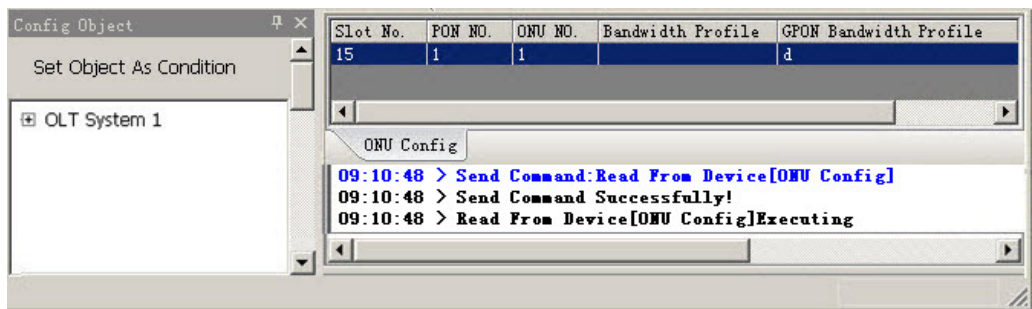 Config Object
Set Object As Condition
OLT System 1
Slot No. PON NO. ONU NO. Bandwidth Profile GPON Bandwidth Profile
15 1 1 d
ONU Config
09:10:48 > Send Command:Read From Device[ONU Config]
09:10:48 > Send Command Successfully!
09:10:48 > Read From Device[ONU Config]Executing